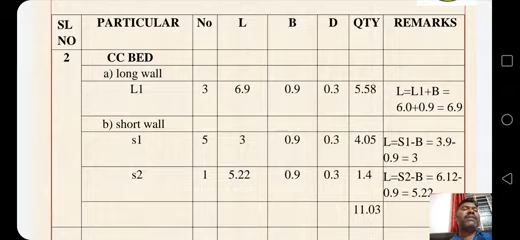 SL NO PARTICULAR No L B D QTY REMARKS
2 CC BED
a) long wall
L1 3 6.9 0.9 0.3 5.58 L=L1+B = 6.0+0.9 = 6.9
b) short wall
s1 5 3 0.9 0.3 4.05 L=S1-B = 3.9-0.9 = 3
s2 1 5.22 0.9 0.3 1.4 L=S2-B = 6.12-0.9 = 5.22
11.03